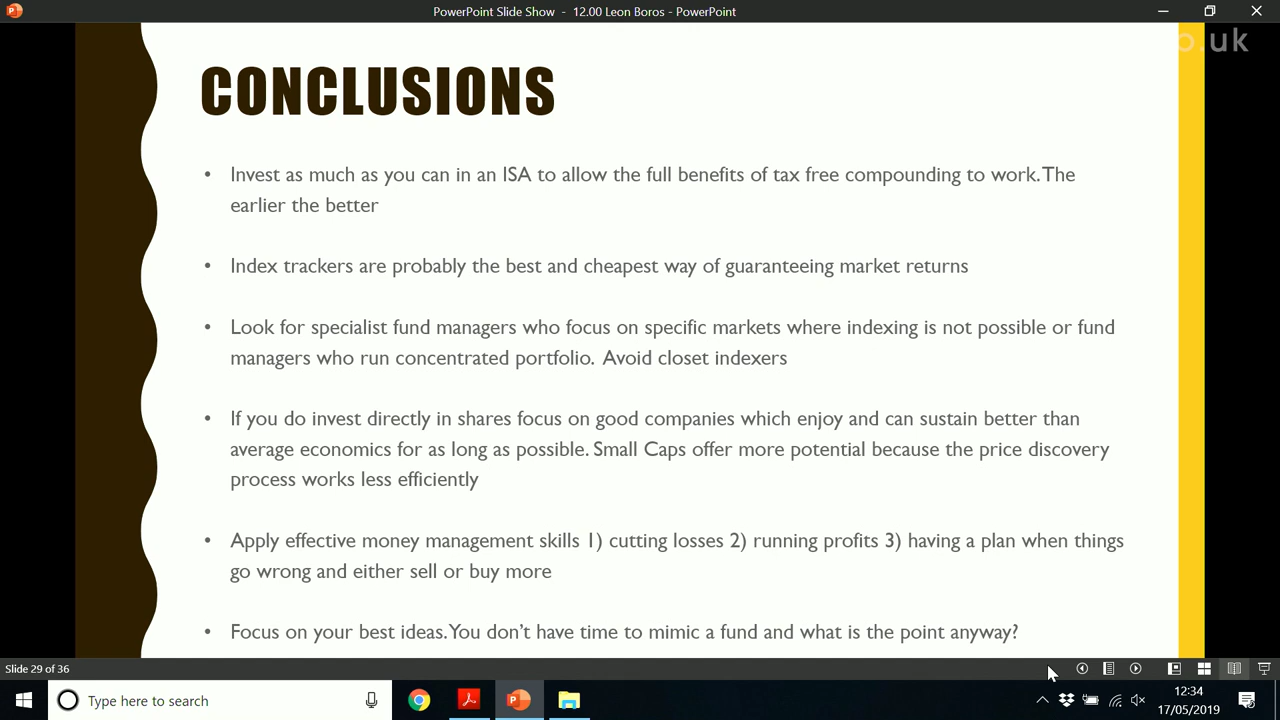 PowerPoint Slide Show - 12.00 Leon Boros - PowerPoint
o.uk
CONCLUSIONS
• Invest as much as you can in an ISA to allow the full benefits of tax free compounding to work. The
earlier the better
• Index trackers are probably the best and cheapest way of guaranteeing market returns
• Look for specialist fund managers who focus on specific markets where indexing is not possible or fund
managers who run concentrated portfolio. Avoid closet indexers
• If you do invest directly in shares focus on good companies which enjoy and can sustain better than
average economics for as long as possible. Small Caps offer more potential because the price discovery
process works less efficiently
• Apply effective money management skills 1) cutting losses 2) running profits 3) having a plan when things
go wrong and either sell or buy more
• Focus on your best ideas. You don't have time to mimic a fund and what is the point anyway?
Slide 29 of 36
Type here to search
12:34
17/05/2019